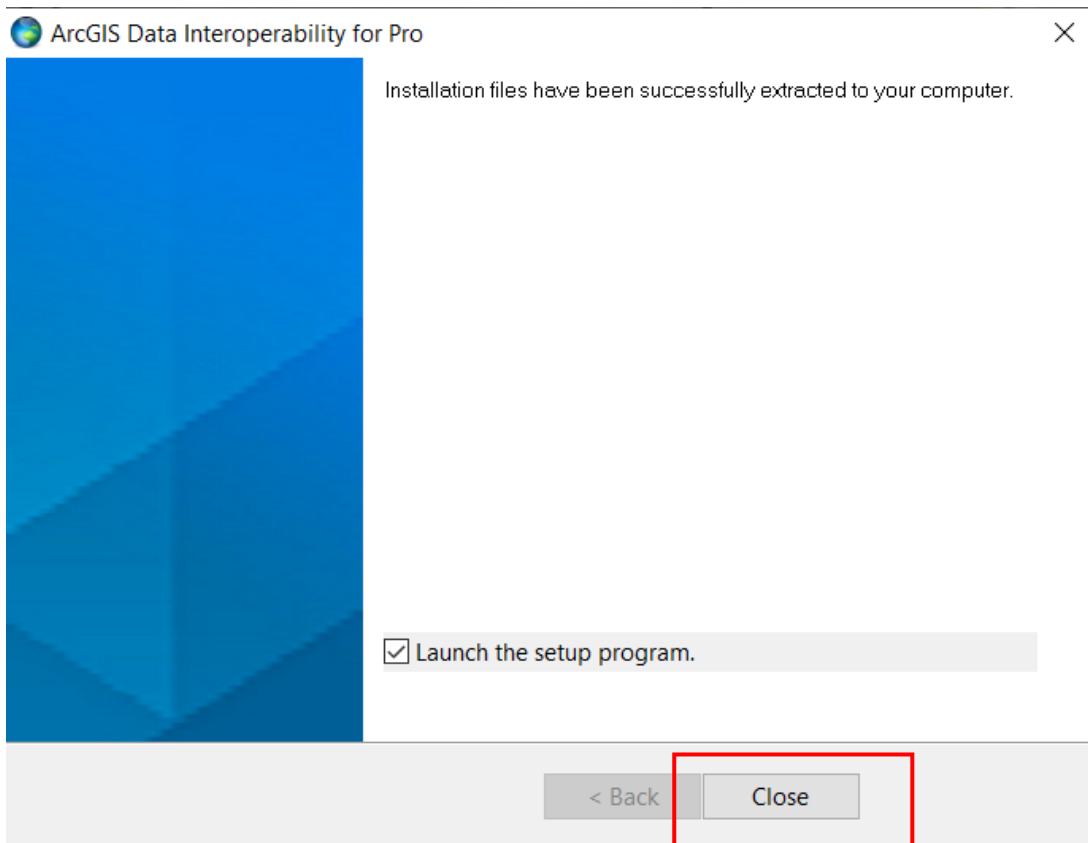 ArcGIS Data Interoperability for Pro
Installation files have been successfully extracted to your computer.
Launch the setup program.
< Back
Close